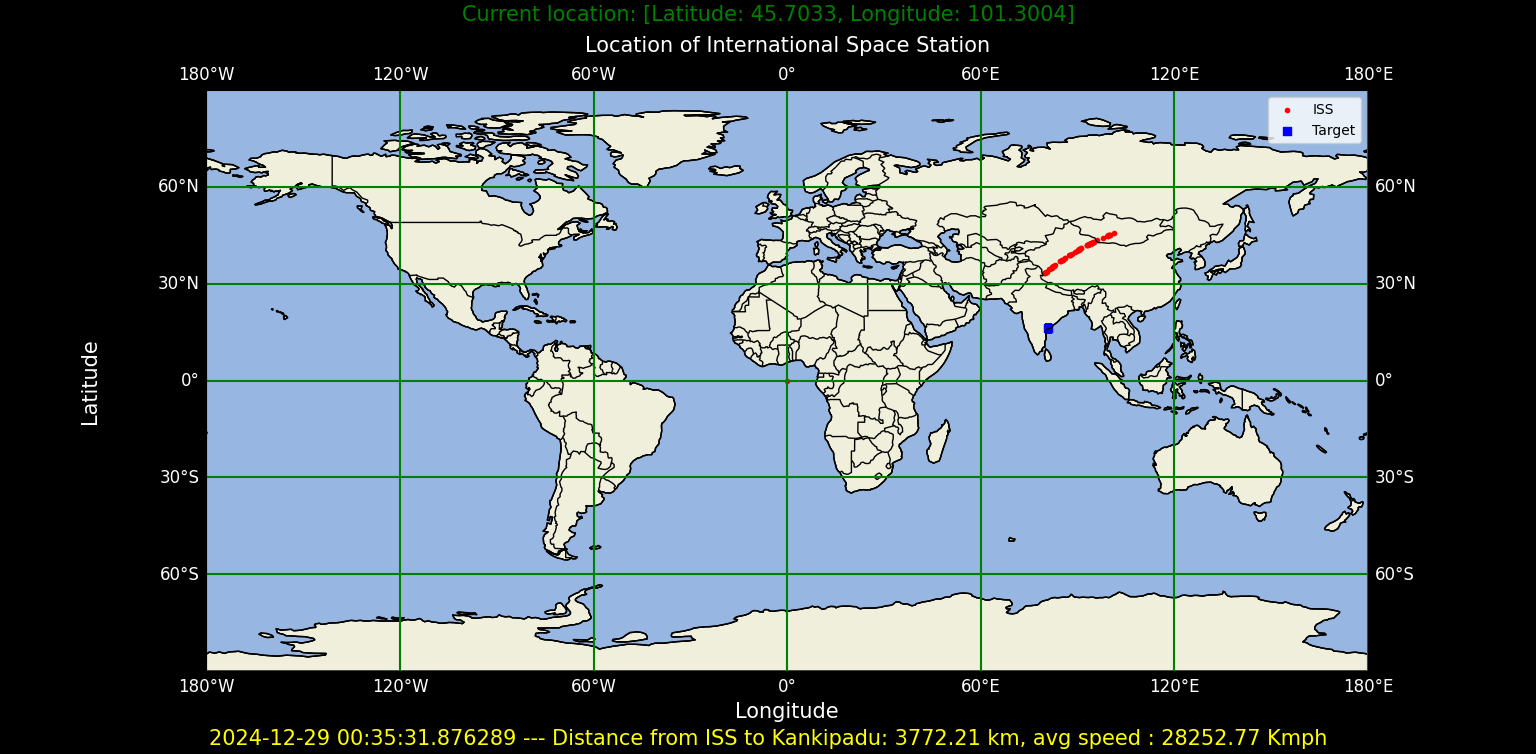 Current location: [Latitude: 45.7033, Longitude: 101.3004]
Location of International Space Station
180°W 120°W 60°W 0° 60°E 120°E 180°E
ISS
Target
60°N 60°N
30°N 30°N
Latitude
0° 0°
30°S 30°S
60°S 60°S
180°W 120°W 60°W 0° 60°E 120°E 180°E
Longitude
2024-12-29 00:35:31.876289 --- Distance from ISS to Kankipadu: 3772.21 km, avg speed : 28252.77 Kmph